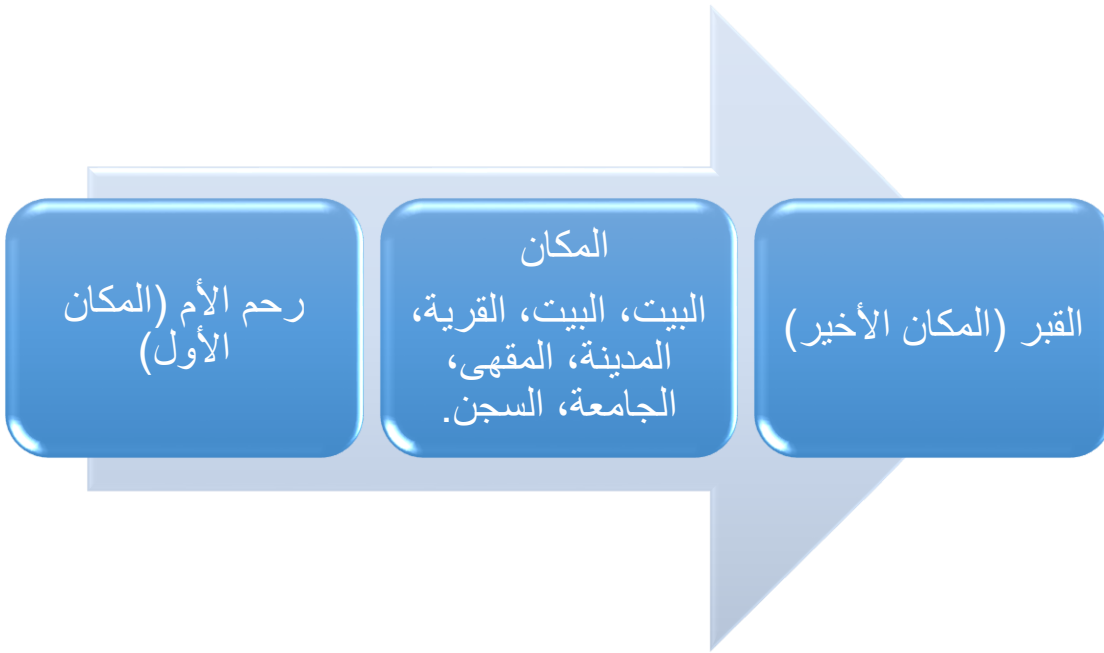 رحم الأم (المكان
الأول)
المكان
البيت، البيت، القرية،
المدينة، المقهى،
الجامعة، السجن.
القبر (المكان الأخير)